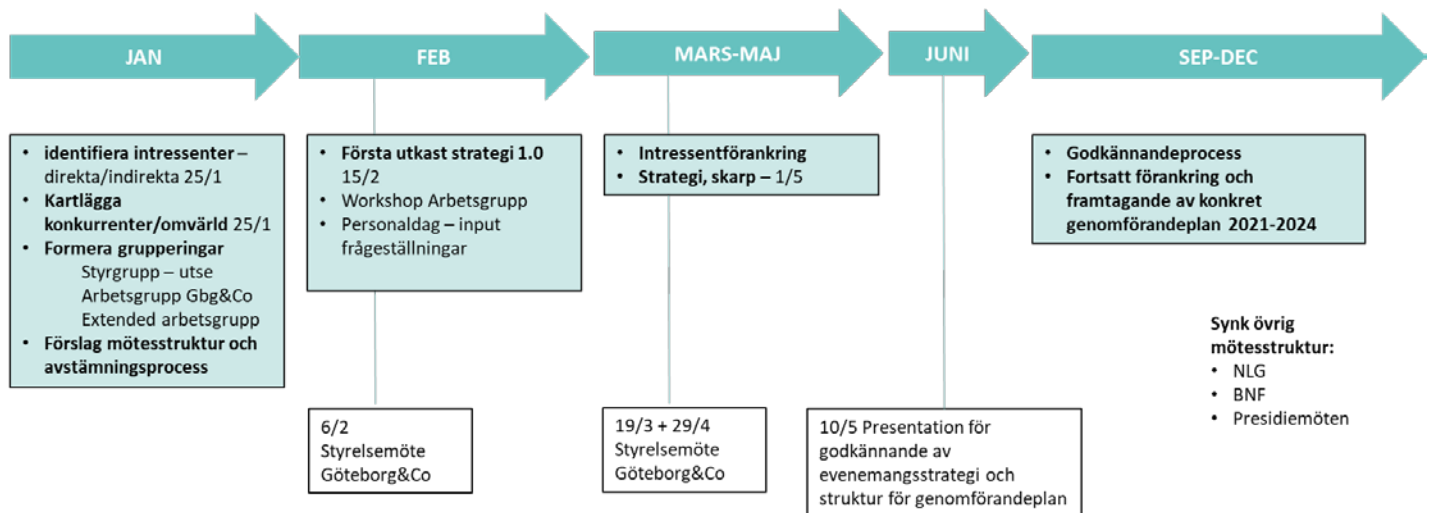 JAN
FEB
MARS-MAJ
JUNI
SEP-DEC
• identifiera intressenter –
direkta/indirekta 25/1
• Kartlägga
konkurrenter/omvärld 25/1
• Formera grupperingar
Styrgrupp – utse
Arbetsgrupp Gbg&Co
Extended arbetsgrupp
• Förslag mötesstruktur och
avstämningsprocess
• Första utkast strategi 1.0
15/2
• Workshop Arbetsgrupp
• Personaldag – input
frågeställningar
• Intressentförankring
• Strategi, skarp – 1/5
• Godkännandeprocess
• Fortsatt förankring och
framtagande av konkret
genomförandeplan 2021-2024
6/2
Styrelsemöte
Göteborg&Co
19/3 + 29/4
Styrelsemöte
Göteborg&Co
10/5 Presentation för
godkännande av
evenemangsstrategi och
struktur för genomförandeplan
Synk övrig
mötesstruktur:
• NLG
• BNF
• Presidiemöten